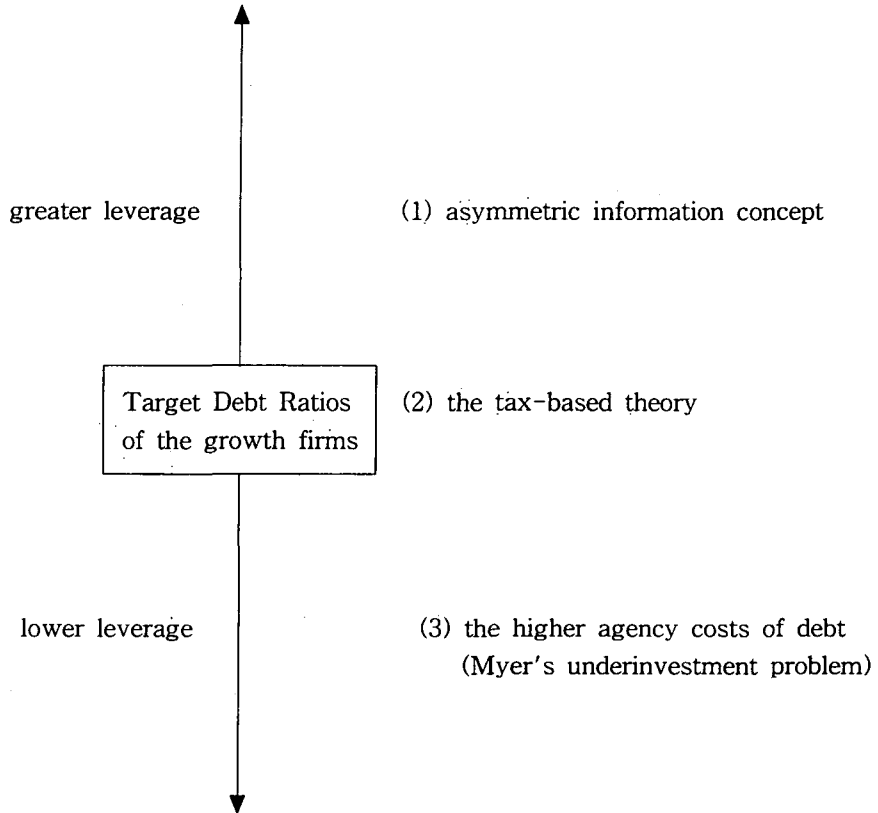 greater leverage
(1) asymmetric information concept
Target Debt Ratios
of the growth firms
(2) the tax-based theory
lower leverage
(3) the higher agency costs of debt
(Myer's underinvestment problem)